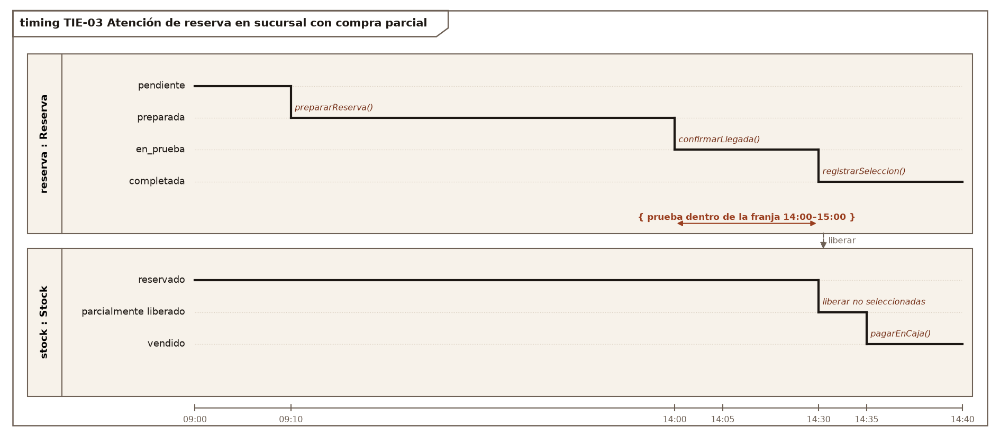 timing TIE-03 Atención de reserva en sucursal con compra parcial
reserva : Reserva
pendiente
prepararReserva()
preparada
confirmarLlegada()
en_prueba
registrarSeleccion()
completada
{ prueba dentro de la franja 14:00–15:00 }
liberar
stock : Stock
reservado
liberar no seleccionadas
parcialmente liberado
pagarEnCaja()
vendido
09:00 09:10 14:00 14:05 14:30 14:35 14:40